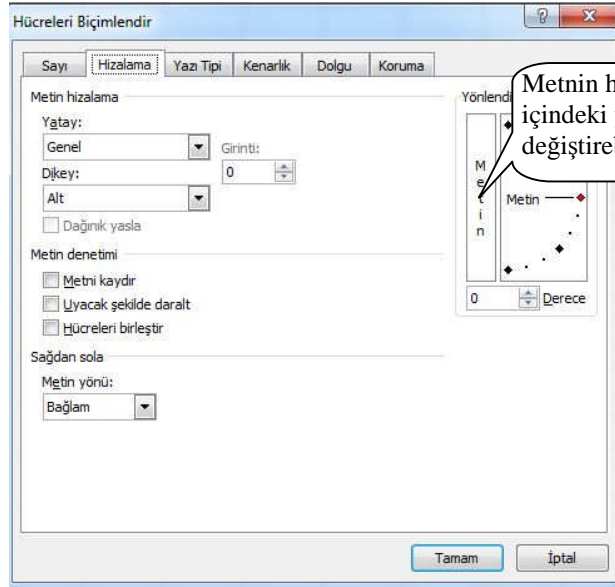 Hücreleri Biçimlendir
Sayı Hizalama Yazı Tipi Kenarlık Dolgu Koruma
Metin hizalama
Yatay:
Genel
Girinti:
0
Dikey:
Alt
Dağınık yasla
Metin denetimi
Metni kaydır
Uyacak şekilde daralt
Hücreleri birleştir
Sağdan sola
Metin yönü:
Bağlam
Metnin
içindeki
Metin
Metin
0 Derece
Tamam İptal